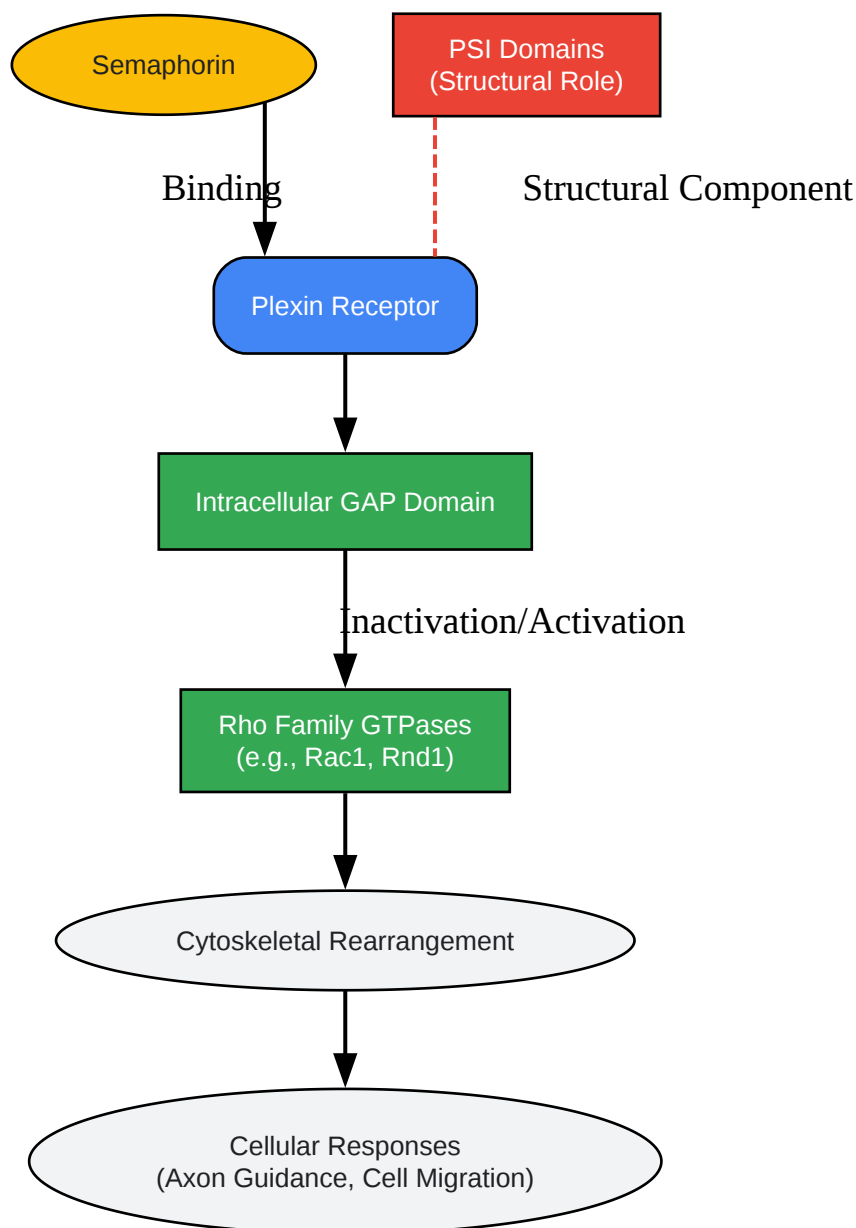 Semaphorin
PSI Domains
(Structural Role)
Binding
Structural Component
Plexin Receptor
Intracellular GAP Domain
Inactivation/Activation
Rho Family GTPases
(e.g., Rac1, Rnd1)
Cytoskeletal Rearrangement
Cellular Responses
(Axon Guidance, Cell Migration)